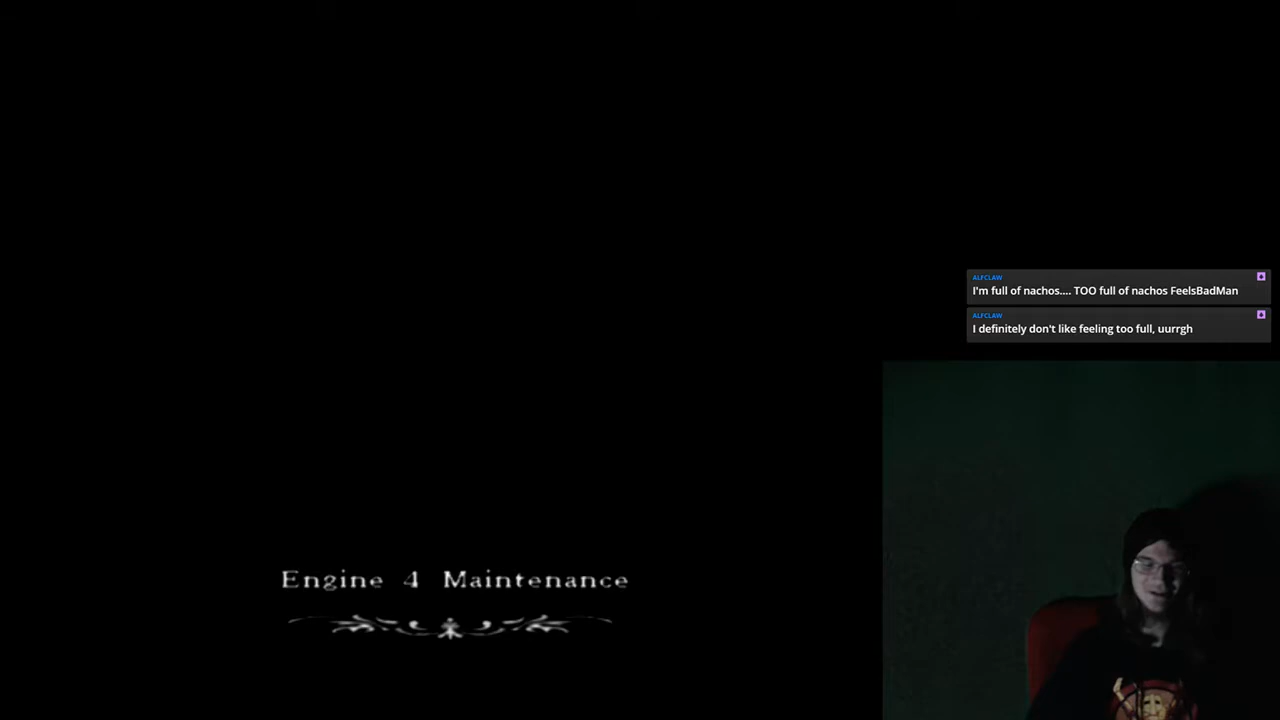 ALFCLAW
I'm full of nachos.... TOO full of nachos FeelsBadMan
ALFCLAW
I definitely don't like feeling too full, uurrgh
Engine 4 Maintenance